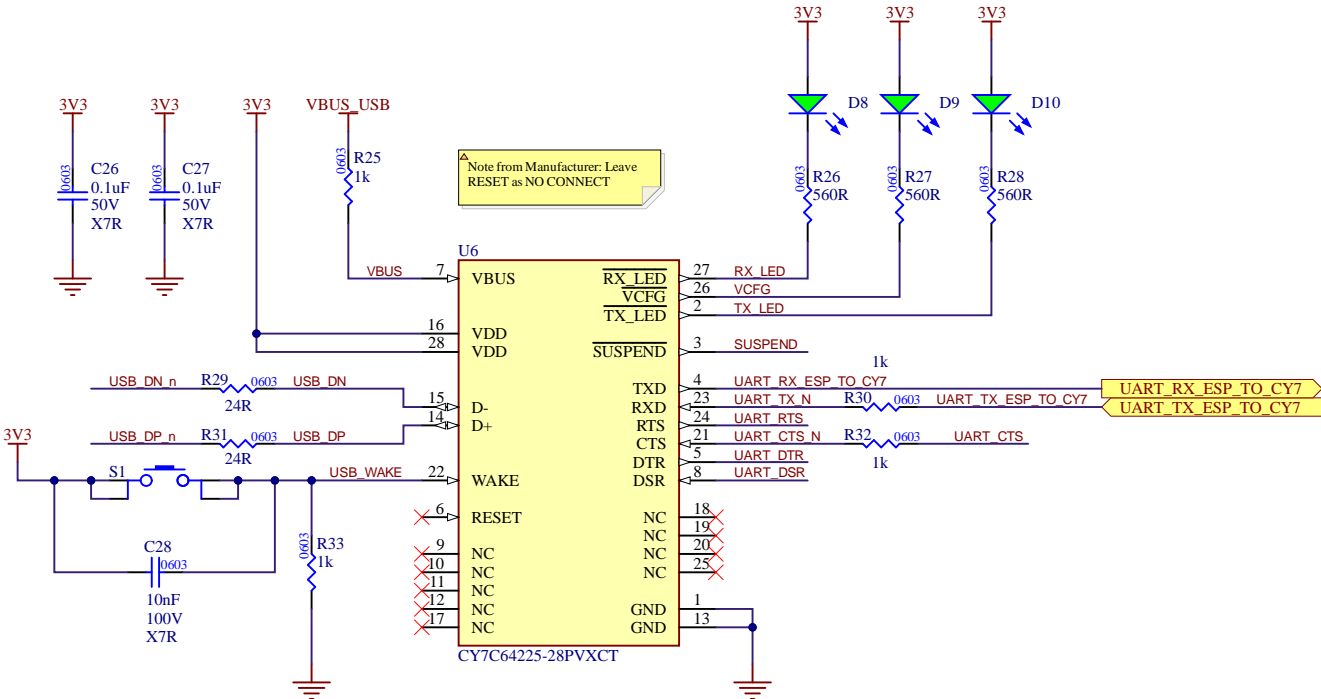 3V3
3V3
3V3
3V3
3V3
3V3
VBUS_USB
D8
D9
D10
0603
C26
0.1uF
50V
X7R
0603
C27
0.1uF
50V
X7R
0603
R25
1k
Note from Manufacturer: Leave
RESET as NO CONNECT
0603
R26
560R
0603
R27
560R
0603
R28
560R
U6
VBUS
7
VBUS
RX_LED
27
RX_LED
VCFG
26
VCFG
TX_LED
2
TX_LED
16
VDD
28
VDD
SUSPEND
3
SUSPEND
1k
USB_DN_n
R29
0603
USB_DN
24R
15
D-
14
D+
USB_DP_n
R31
0603
USB_DP
24R
TXD
4
UART_RX_ESP_TO_CY7
UART_RX_ESP_TO_CY7
RXD
23
UART_TX_N
R30
0603
UART_TX_ESP_TO_CY7
UART_TX_ESP_TO_CY7
RTS
24
UART_RTS
CTS
21
UART_CTS_N
R32
0603
UART_CTS
1k
DTR
5
UART_DTR
DSR
8
UART_DSR
3V3
S1
USB_WAKE
22
WAKE
6
RESET
C28
0603
10nF
100V
X7R
0603
R33
1k
9
NC
10
NC
11
NC
12
NC
17
NC
NC
18
NC
19
NC
20
NC
25
GND
1
GND
13
CY7C64225-28PVXCT